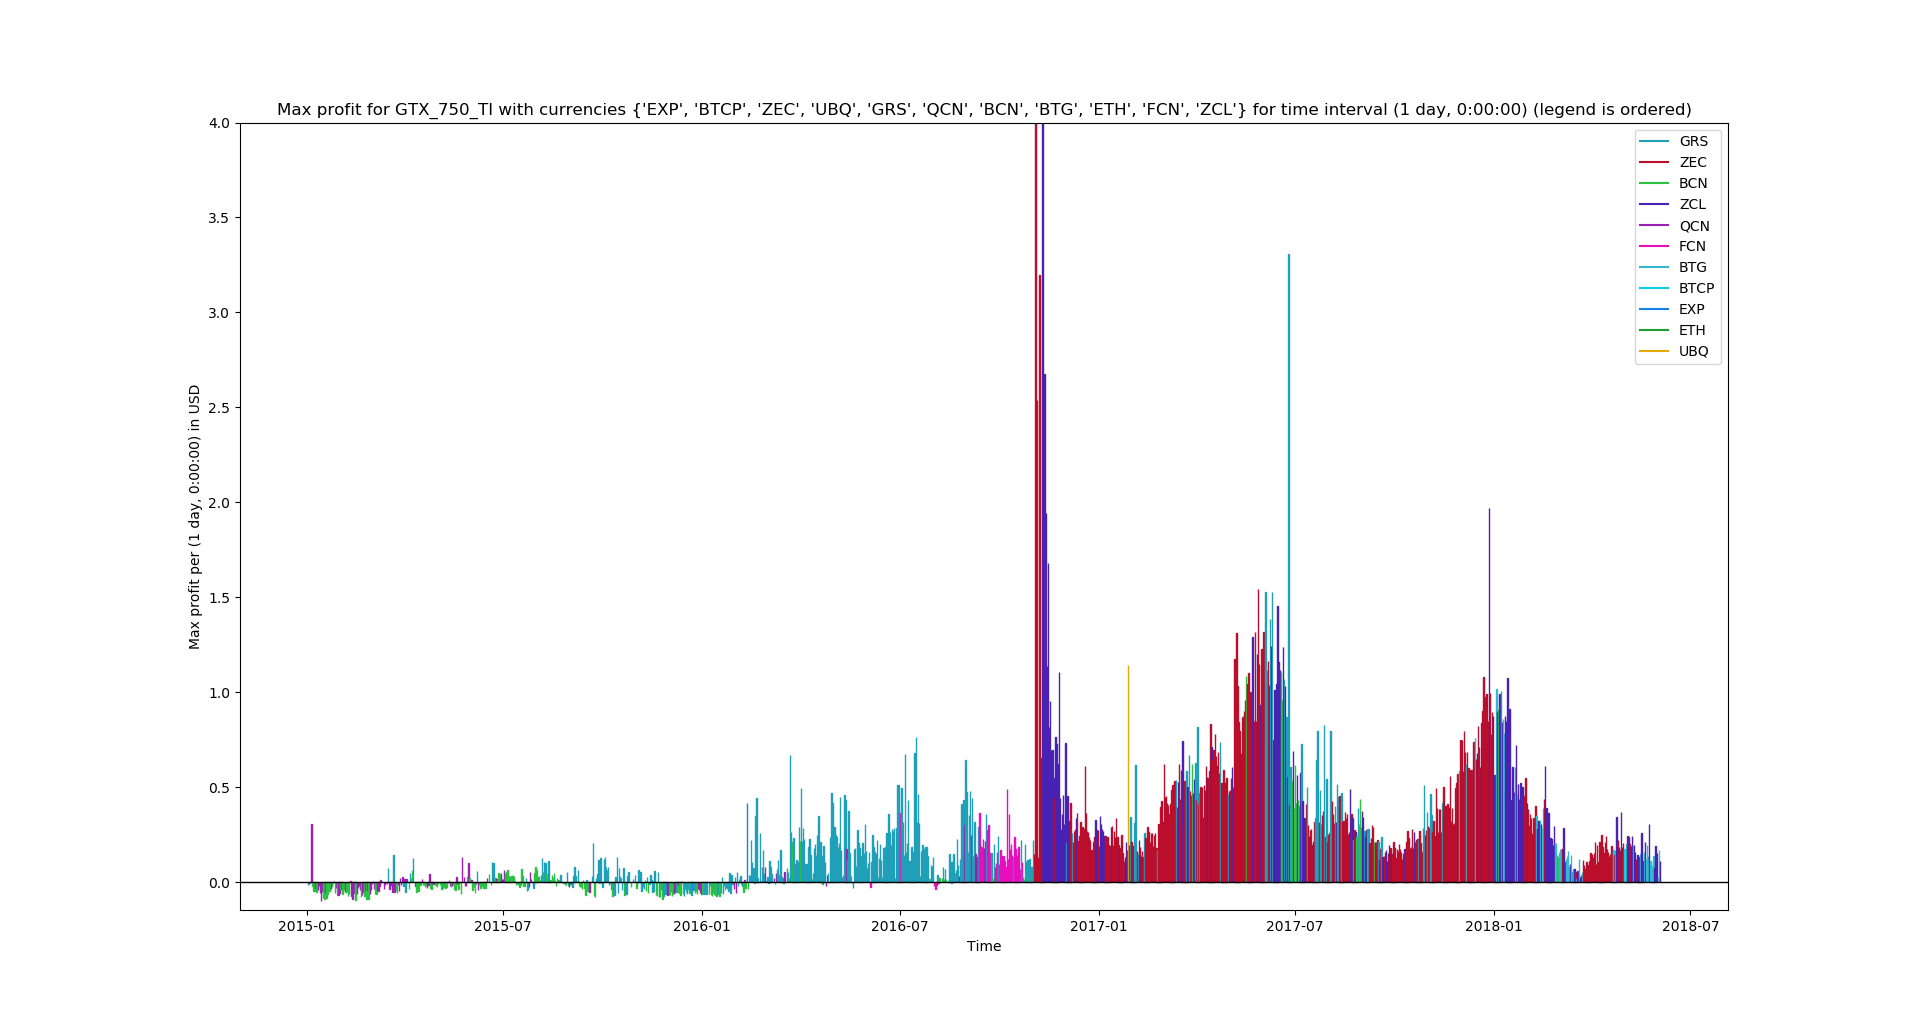 Max profit for GTX_750_TI with currencies {'EXP', 'BTCP', 'ZEC', 'UBQ', 'GRS', 'QCN', 'BCN', 'BTG', 'ETH', 'FCN', 'ZCL'} for time interval (1 day, 0:00:00) (legend is ordered)
4.0
3.5
3.0
2.5
2.0
1.5
1.0
0.5
0.0
Max profit per (1 day, 0:00:00) in USD
GRS
ZEC
BCN
ZCL
QCN
FCN
BTG
BTCP
EXP
ETH
UBQ
2015-01 2015-07 2016-01 2016-07 2017-01 2017-07 2018-01 2018-07
Time